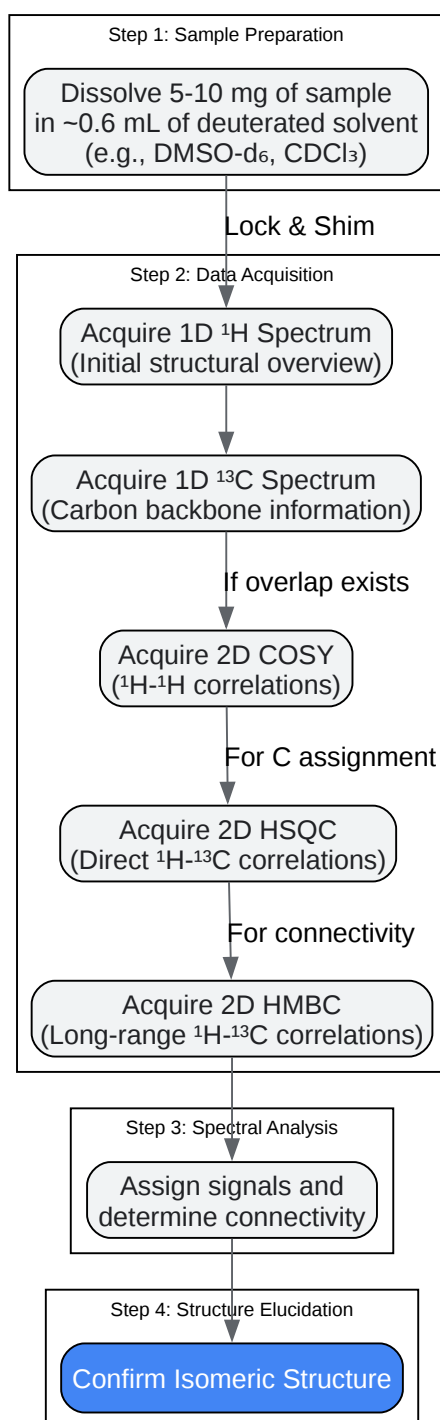 Step 1: Sample Preparation
Dissolve 5-10 mg of sample
in ~0.6 mL of deuterated solvent
(e.g., DMSO-d₆, CDCl₃)
Lock & Shim
Step 2: Data Acquisition
Acquire 1D ¹H Spectrum
(Initial structural overview)
Acquire 1D ¹³C Spectrum
(Carbon backbone information)
If overlap exists
Acquire 2D COSY
(¹H-¹H correlations)
For C assignment
Acquire 2D HSQC
(Direct ¹H-¹³C correlations)
For connectivity
Acquire 2D HMBC
(Long-range ¹H-¹³C correlations)
Step 3: Spectral Analysis
Assign signals and
determine connectivity
Step 4: Structure Elucidation
Confirm Isomeric Structure